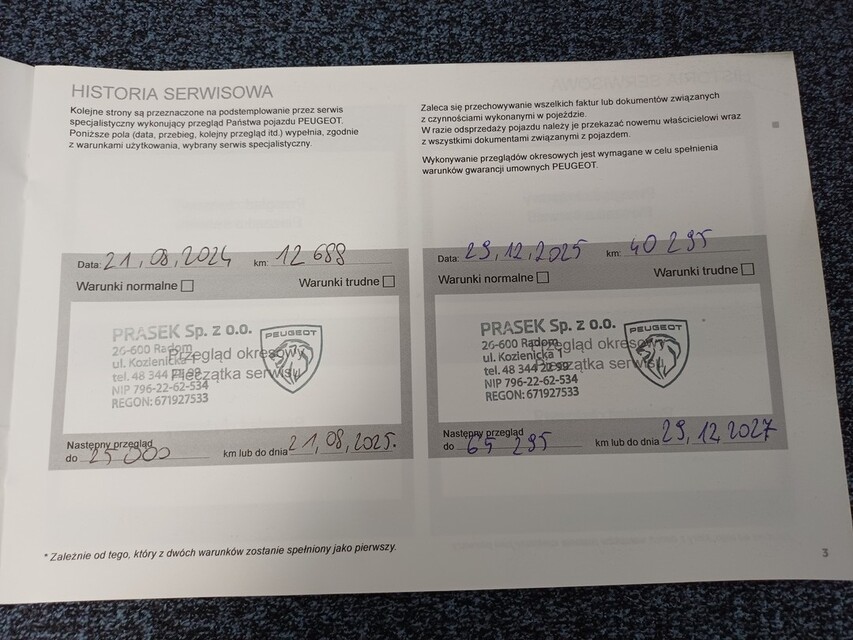 HISTORIA SERWISOWA
Kolejne strony są przeznaczone na podstemplowanie przez serwis
specjalistyczny wykonujący przegląd Państwa pojazdu PEUGEOT.
Poniższe pola (data, przebieg, kolejny przegląd itd.) wypełnia, zgodnie
z warunkami użytkowania, wybrany serwis specjalistyczny.
Data: 21,08,2024 km: 12 688
Warunki normalne
Warunki trudne
PRASEK Sp. z o.o.
26-600 Radom
Przegląd okresowy
ul. Kozienicka 1
Pieczątka serwisu
tel. 48 344 22 99
NIP 796-22-62-534
REGON: 671927533
PEUGEOT
Następny przegląd
do 25 000 km lub do dnia 21,08,2025.
* Zależnie od tego, który z dwóch warunków zostanie spełniony jako pierwszy.
Zaleca się przechowywanie wszelkich faktur lub dokumentów związanych
z czynnościami wykonanymi w pojeździe.
W razie odsprzedaży pojazdu należy je przekazać nowemu właścicielowi wraz
z wszystkimi dokumentami związanymi z pojazdem.
Wykonywanie przeglądów okresowych jest wymagane w celu spełnienia
warunków gwarancji umownych PEUGEOT.
Data: 29,12,2025 km: 40 295
Warunki normalne
Warunki trudne
PRASEK Sp. z o.o.
26-600 Radom
Przegląd okresowy
ul. Kozienicka 1
Pieczątka serwisu
tel. 48 344 22 99
NIP 796-22-62-534
REGON: 671927533
PEUGEOT
Następny przegląd
do 65 295 km lub do dnia 29,12,2027
3